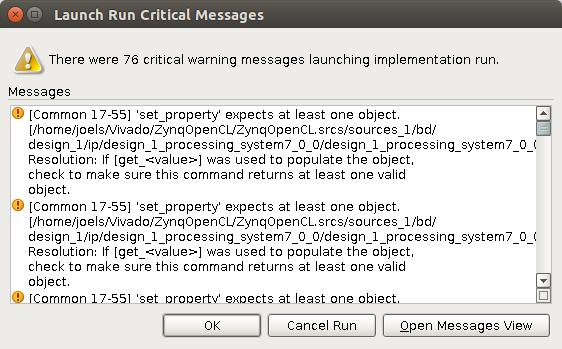 Launch Run Critical Messages
There were 76 critical warning messages launching implementation run.
Messages
[Common 17-55] 'set_property' expects at least one object.
[/home/joels/Vivado/ZynqOpenCL/ZynqOpenCL.srcs/sources_1/bd/
design_1/ip/design_1_processing_system7_0_0/design_1_processing_system7_0_0
Resolution: If [get_<value>] was used to populate the object,
check to make sure this command returns at least one valid
object.
[Common 17-55] 'set_property' expects at least one object.
[/home/joels/Vivado/ZynqOpenCL/ZynqOpenCL.srcs/sources_1/bd/
design_1/ip/design_1_processing_system7_0_0/design_1_processing_system7_0_0
Resolution: If [get_<value>] was used to populate the object,
check to make sure this command returns at least one valid
object.
[Common 17-55] 'set_property' expects at least one object.
OK Cancel Run Open Messages View